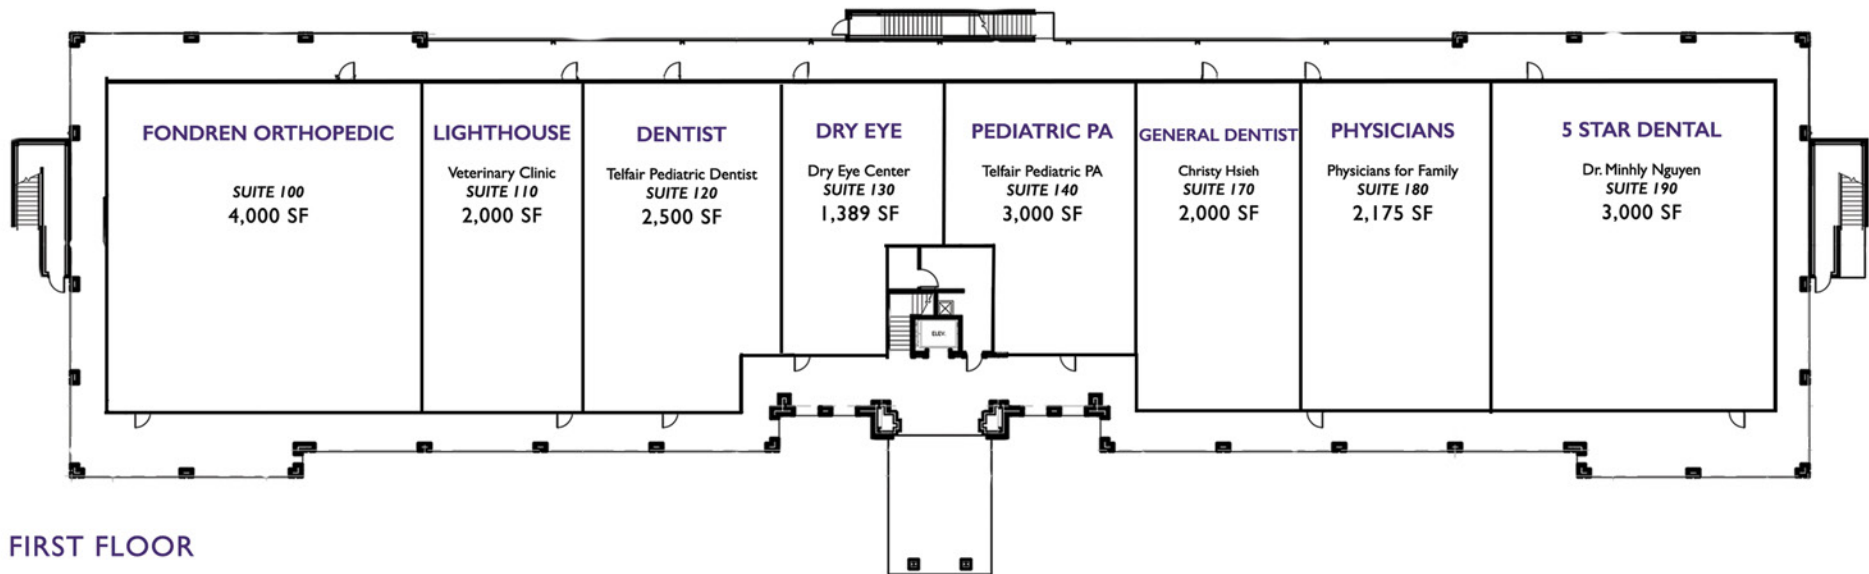 FONDREN ORTHOPEDIC
SUITE 100
4,000 SF
LIGHTHOUSE
Veterinary Clinic
SUITE 110
2,000 SF
DENTIST
Telfair Pediatric Dentist
SUITE 120
2,500 SF
DRY EYE
Dry Eye Center
SUITE 130
1,389 SF
PEDIATRIC PA
Telfair Pediatric PA
SUITE 140
3,000 SF
GENERAL DENTIST
Christy Hsieh
SUITE 170
2,000 SF
PHYSICIANS
Physicians for Family
SUITE 180
2,175 SF
5 STAR DENTAL
Dr. Minhly Nguyen
SUITE 190
3,000 SF
ELEV.
FIRST FLOOR